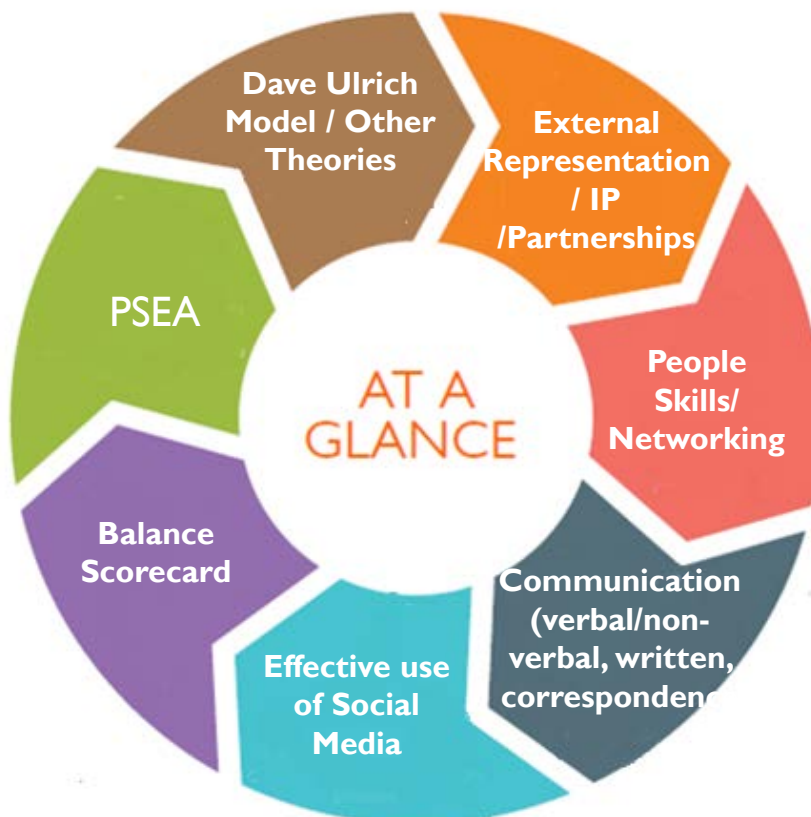 Dave Ulrich
Model / Other
Theories
External
Representation
/ IP
/Partnerships
People
Skills/
Networking
Communication
(verbal/non-
verbal, written,
correspondenc
Effective use
of Social
Media
Balance
Scorecard
PSEA
AT A
GLANCE